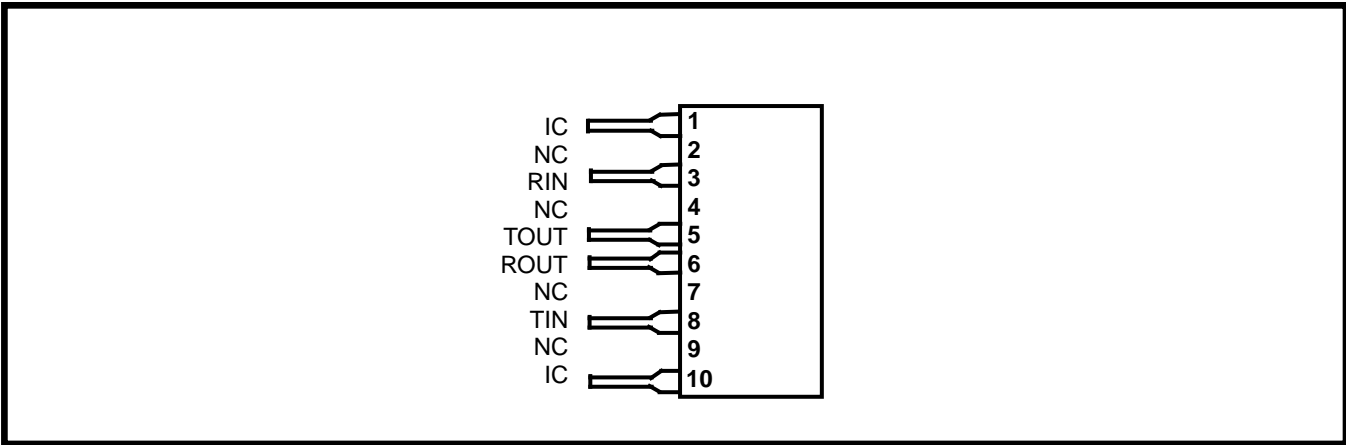 IC 1
NC 2
RIN 3
NC 4
TOUT 5
ROUT 6
NC 7
TIN 8
NC 9
IC 10